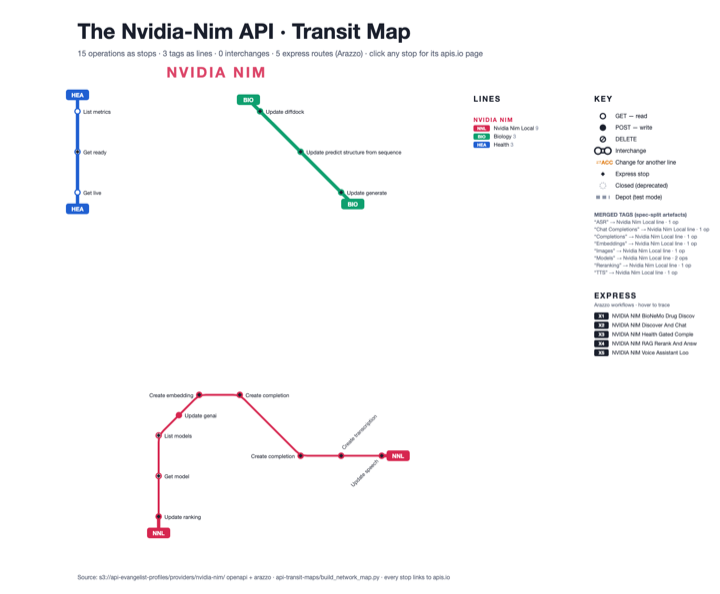 The Nvidia-Nim API · Transit Map
15 operations as stops · 3 tags as lines · 0 interchanges · 5 express routes (Arazzo) · click any stop for its apis.io page
NVIDIA NIM
HEA
List metrics
Get ready
Get live
HEA
BIO
Update diffdock
Update predict structure from sequence
Update generate
BIO
LINES
NVIDIA NIM
NNL Nvidia Nim Local 9
BIO Biology 3
HEA Health 3
KEY
GET — read
POST — write
DELETE
Interchange
Change for another line
Express stop
Closed (deprecated)
Depot (test mode)
MERGED TAGS (spec-split artefacts)
"ASR" → Nvidia Nim Local line · 1 op
"Chat Completions" → Nvidia Nim Local line · 1 op
"Completions" → Nvidia Nim Local line · 1 op
"Embeddings" → Nvidia Nim Local line · 1 op
"Images" → Nvidia Nim Local line · 1 op
"Models" → Nvidia Nim Local line · 2 ops
"Reranking" → Nvidia Nim Local line · 1 op
"TTS" → Nvidia Nim Local line · 1 op
EXPRESS
Arazzo workflows · hover to trace
X1 NVIDIA NIM BioNeMo Drug Discov
X2 NVIDIA NIM Discover And Chat
X3 NVIDIA NIM Health Gated Comple
X4 NVIDIA NIM RAG Rerank And Answ
X5 NVIDIA NIM Voice Assistant Loo
Create embedding
Create completion
Update genai
List models
Create completion
Create transcription
Update speech
NNL
Get model
Update ranking
NNL
Source: s3://api-evangelist-profiles/providers/nvidia-nim/ openapi + arazzo · api-transit-maps/build_network_map.py · every stop links to apis.io